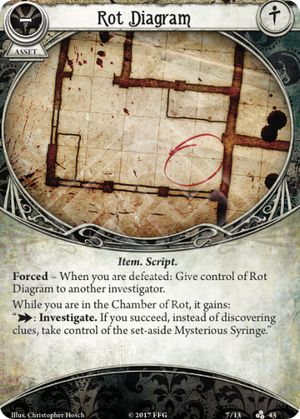 Rot Diagram
ASSET
Item. Script.
Forced – When you are defeated: Give control of Rot
Diagram to another investigator.
While you are in the Chamber of Rot, it gains:
“: Investigate. If you succeed, instead of discovering
clues, take control of the set-aside Mysterious Syringe.”
Illus. Christopher Hosch
© 2017 FFG
7/13
43